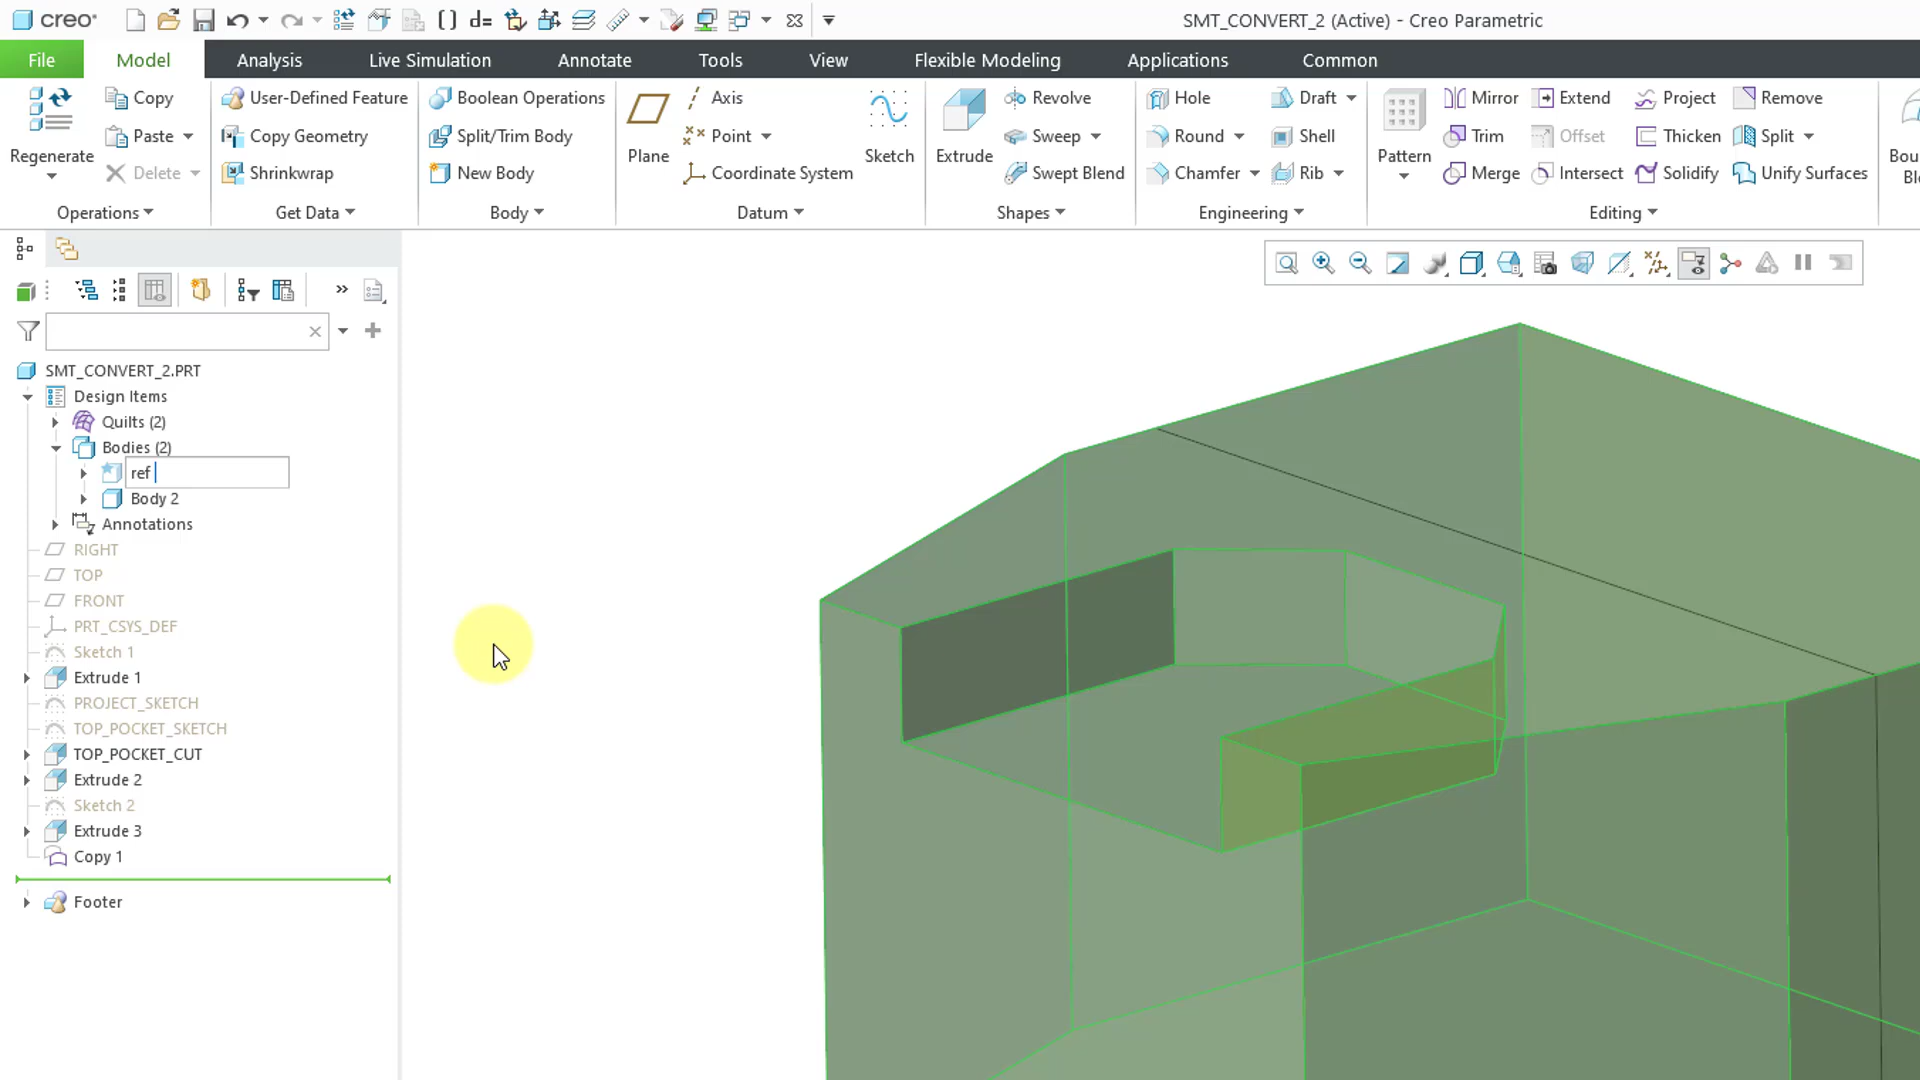 creo®
d=
SMT_CONVERT_2 (Active) - Creo Parametric
File
Model
Analysis
Live Simulation
Annotate
Tools
View
Flexible Modeling
Applications
Common
Regenerate
Copy
Paste
Delete
Operations
User-Defined Feature
Copy Geometry
Shrinkwrap
Get Data
Boolean Operations
Split/Trim Body
New Body
Body
Plane
Axis
Point
Coordinate System
Sketch
Datum
Extrude
Revolve
Sweep
Swept Blend
Shapes
Hole
Round
Chamfer
Draft
Shell
Rib
Engineering
Pattern
Mirror
Trim
Merge
Extend
Offset
Intersect
Project
Thicken
Solidify
Remove
Split
Unify Surfaces
Editing
SMT_CONVERT_2.PRT
Design Items
Quilts (2)
Bodies (2)
ref
Body 2
Annotations
RIGHT
TOP
FRONT
PRT_CSYS_DEF
Sketch 1
Extrude 1
PROJECT_SKETCH
TOP_POCKET_SKETCH
TOP_POCKET_CUT
Extrude 2
Sketch 2
Extrude 3
Copy 1
Footer